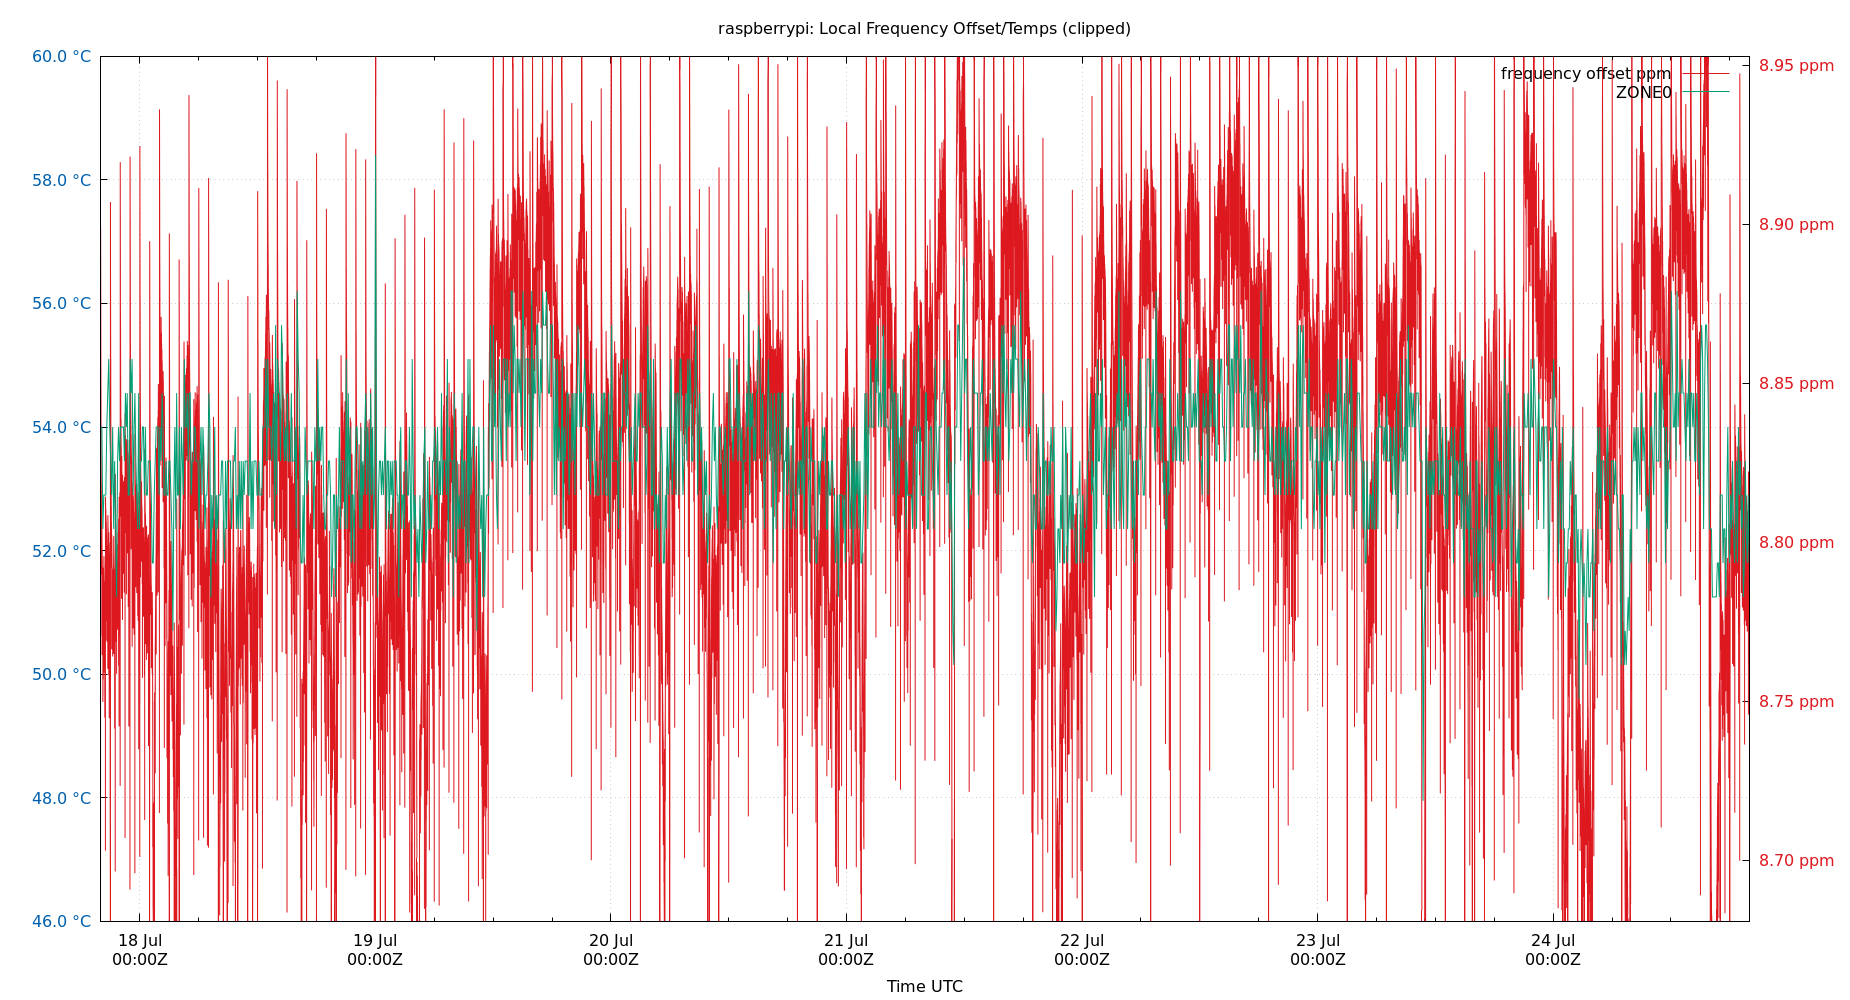 raspberrypi: Local Frequency Offset/Temps (clipped)
60.0 °C
58.0 °C
56.0 °C
54.0 °C
52.0 °C
50.0 °C
48.0 °C
46.0 °C
8.95 ppm
8.90 ppm
8.85 ppm
8.80 ppm
8.75 ppm
8.70 ppm
frequency offset ppm
ZONE0
18 Jul 19 Jul 20 Jul 21 Jul 22 Jul 23 Jul 24 Jul
00:00Z 00:00Z 00:00Z 00:00Z 00:00Z 00:00Z 00:00Z
Time UTC